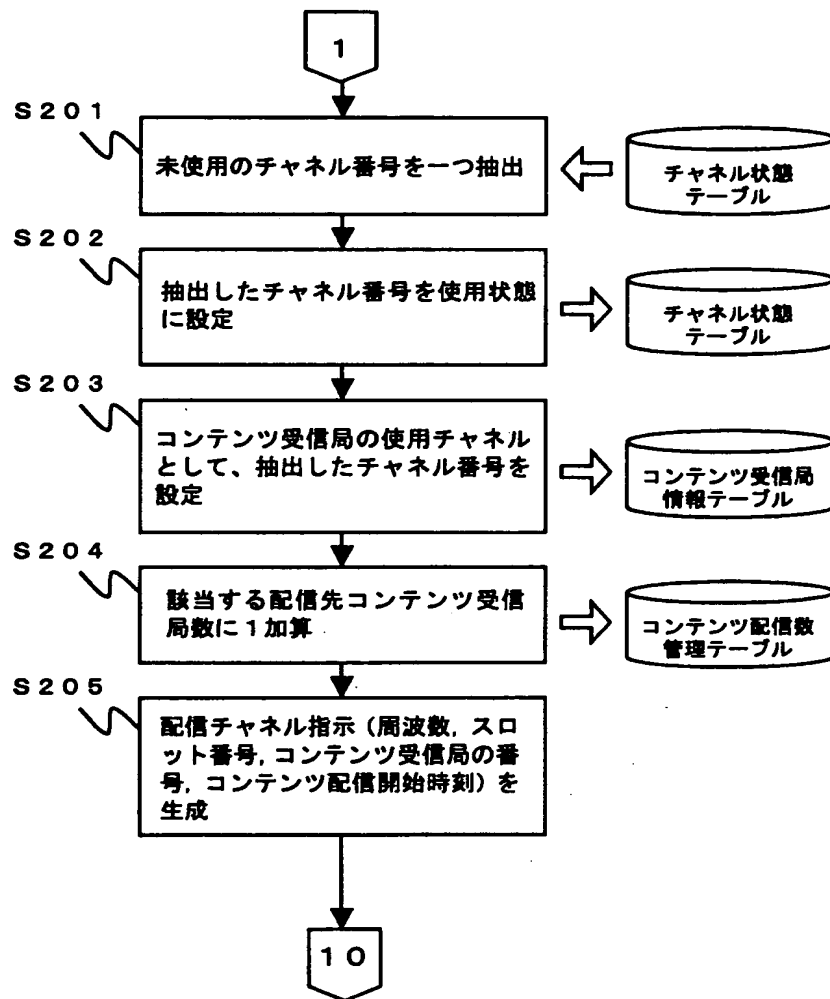 1
S201
未使用のチャネル番号を一つ抽出
チャネル状態
テーブル
S202
抽出したチャネル番号を使用状態
に設定
チャネル状態
テーブル
S203
コンテンツ受信局の使用チャネル
として、抽出したチャネル番号を
設定
コンテンツ受信局
情報テーブル
S204
該当する配信先コンテンツ受信
局数に1加算
コンテンツ配信数
管理テーブル
S205
配信チャネル指示(周波数,スロ
ット番号,コンテンツ受信局の番
号,コンテンツ配信開始時刻)を
生成
10